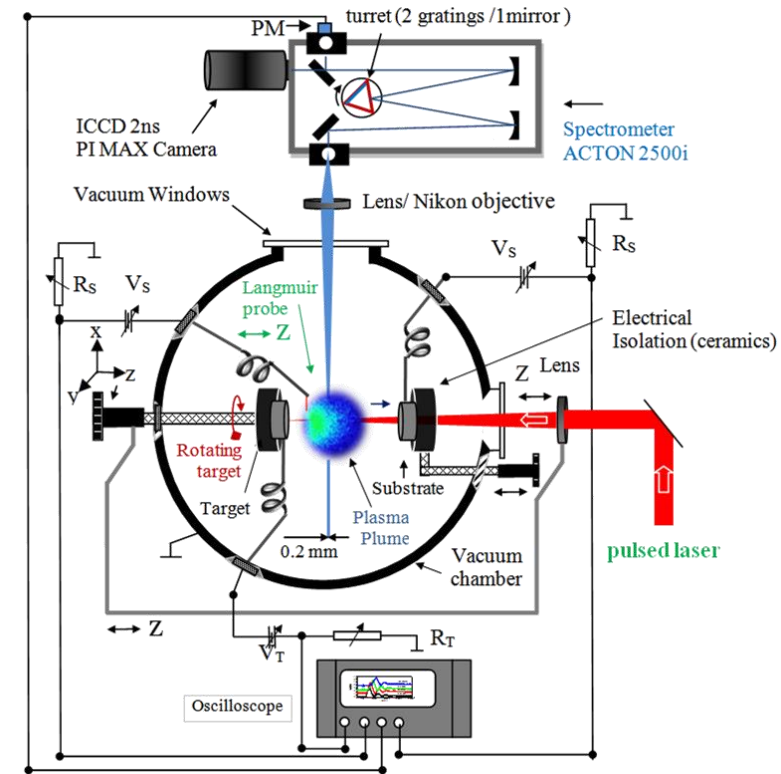 PM
turret (2 gratings /1mirror )
ICCD 2ns
PI MAX Camera
Spectrometer
ACTON 2500i
Vacuum Windows
Lens/ Nikon objective
RS
VS
Langmuir
probe
Z
VS
RS
Electrical
Isolation (ceramics)
x
y
z
Z
Lens
Rotating
target
Target
Substrate
Plasma
Plume
0.2 mm
Vacuum
chamber
pulsed laser
Z
VT
RT
Oscilloscope